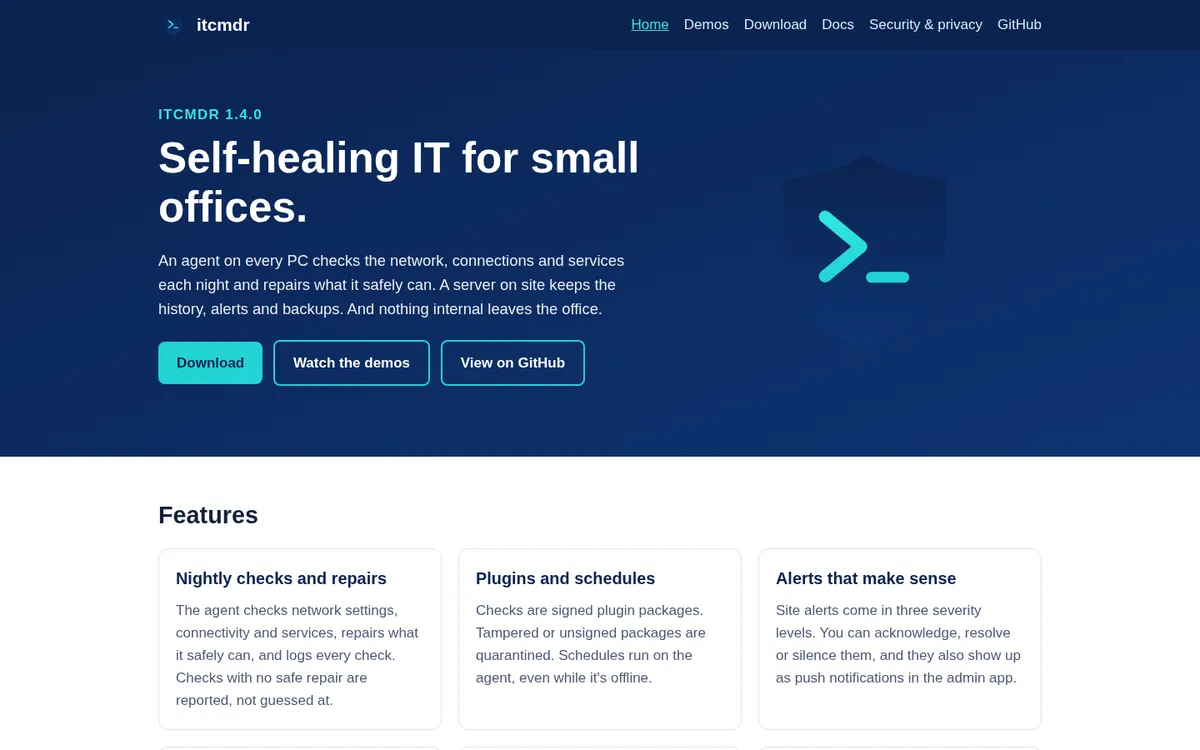 itcmdr
Home Demos Download Docs Security & privacy GitHub
ITCMDR 1.4.0
Self-healing IT for small
offices.
An agent on every PC checks the network, connections and services
each night and repairs what it safely can. A server on site keeps the
history, alerts and backups. And nothing internal leaves the office.
Download Watch the demos View on GitHub
Features
Nightly checks and repairs
The agent checks network settings,
connectivity and services, repairs what
it safely can, and logs every check.
Checks with no safe repair are
reported, not guessed at.
Plugins and schedules
Checks are signed plugin packages.
Tampered or unsigned packages are
quarantined. Schedules run on the
agent, even while it's offline.
Alerts that make sense
Site alerts come in three severity
levels. You can acknowledge, resolve
or silence them, and they also show up
as push notifications in the admin app.